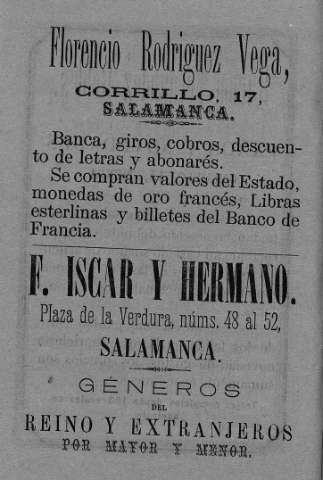 Florencio Rodriguez Vega,
CORRILLO, 17,
SALAMANCA.
Banca, giros, cobros, descuen-
to de letras y abonarés.
Se compran valores del Estado,
monedas de oro francés, Libras
esterlinas y billetes del Banco de
Francia.
F. ISCAR Y HERMANO.
Plaza de la Verdura, núms. 48 al 52,
SALAMANCA.
GÉNEROS
DEL
REINO Y EXTRANJEROS
POR MAYOR Y MENOR.